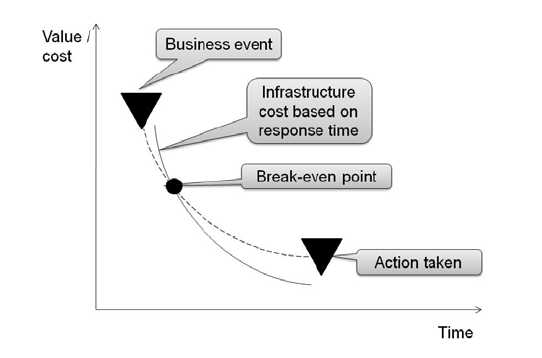 Value /
cost
Business event
Infrastructure
cost based on
response time
Break-even point
Action taken
Time